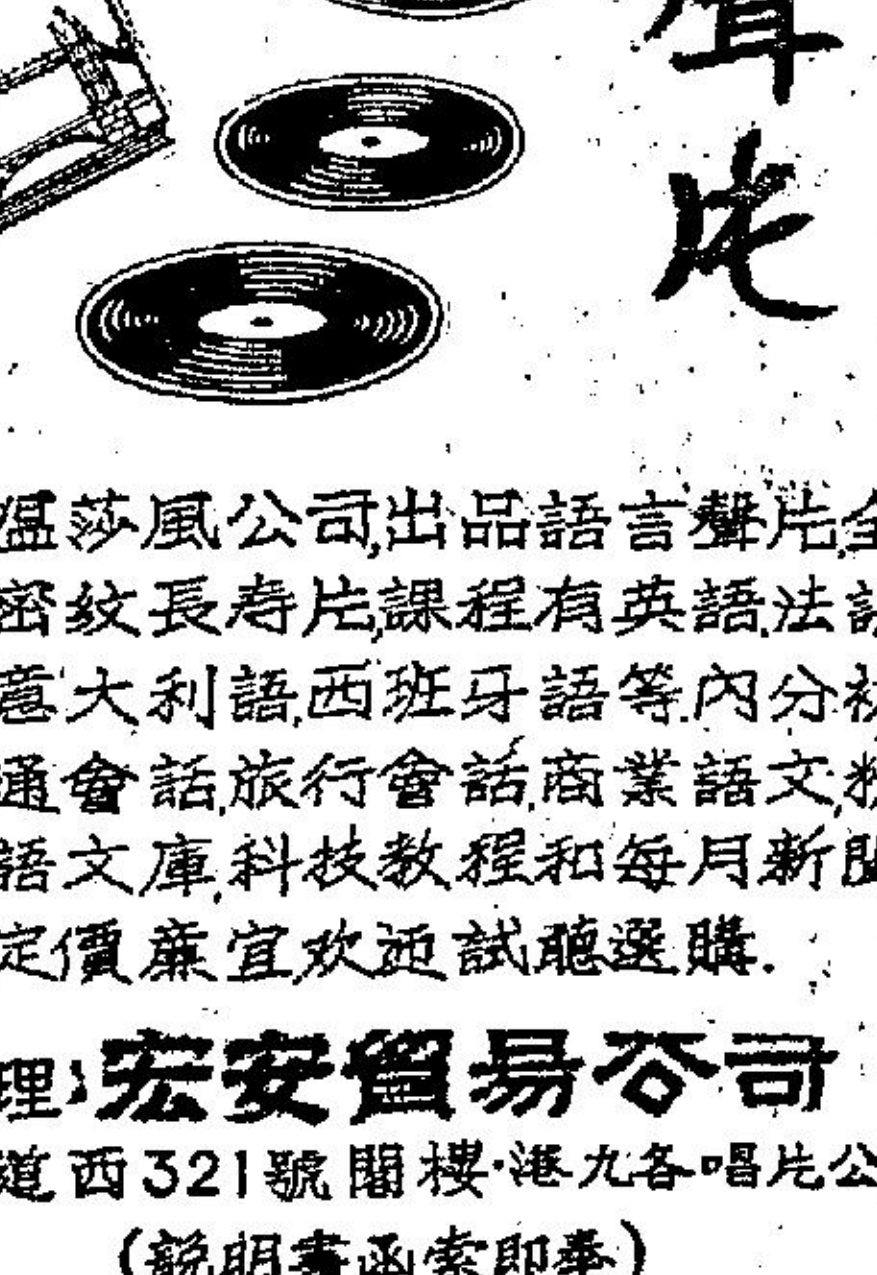 聲片
溫莎風公司,出品語言聲片,全
密紋長寿片,課程有英語,法語
意大利語,西班牙語等.內分初
通會話,旅行會話,商業語文,精
語文庫,科技教程和每月新聞
定價廉宜,欢迎試聽選購.
理:宏安貿易公司
道西321號閣樓·港九各唱片公
(說明書函索即奉)